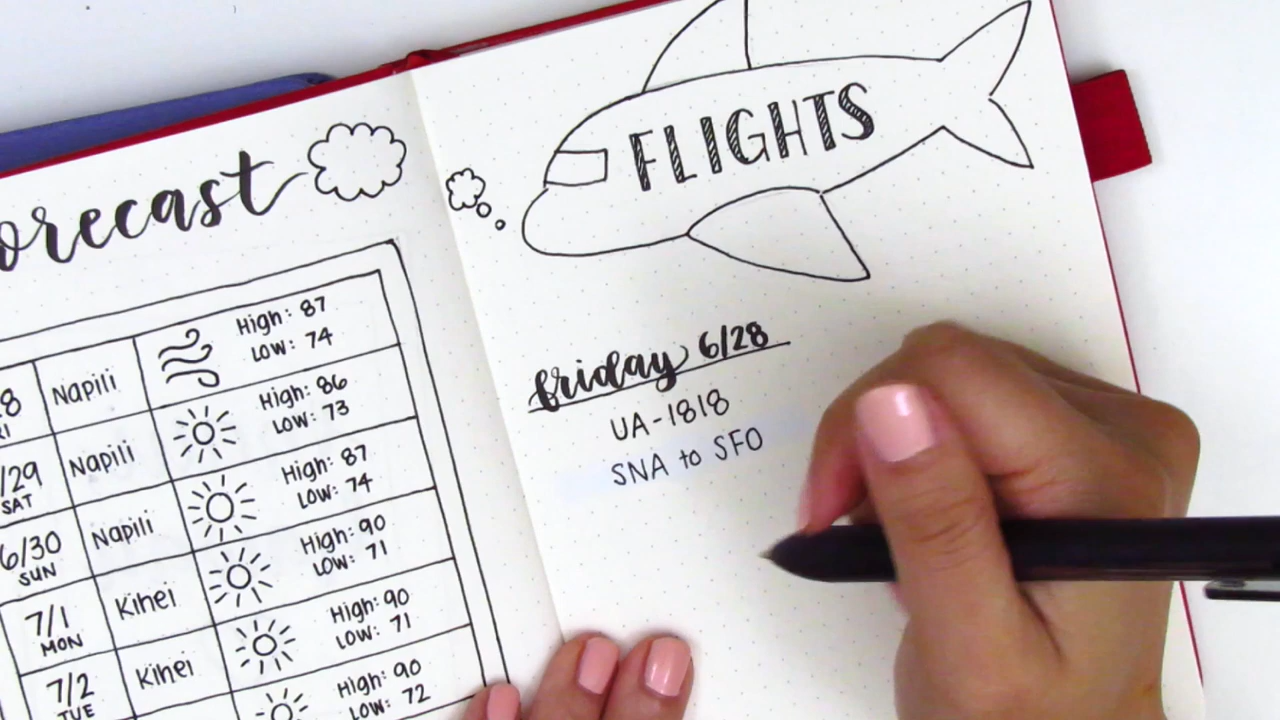 orecast
8
RI
Napili
High: 87
LOW: 74
/29
SAT
Napili
High: 86
LOW: 73
6/30
SUN
Napili
High: 87
LOW: 74
7/1
MON
Kihei
High: 90
LOW: 71
7/2
TUE
Kihei
High: 90
LOW: 71
High: 90
LOW: 72
FLIGHTS
friday 6/28
UA-1818
SNA to SFO